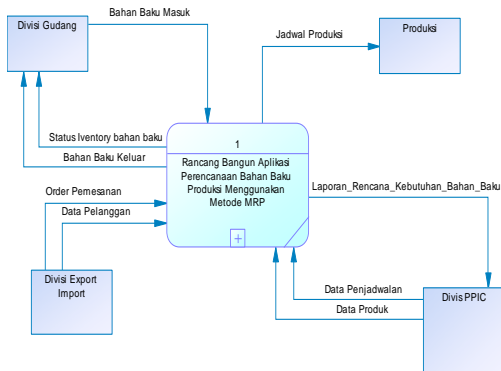 Bahan Baku Masuk
Divisi Gudang
Jadwal Produksi
Produksi
Status Iventory bahan baku
Bahan Baku Keluar
1
Rancang Bangun Aplikasi
Perencanaan Bahan Baku
Produksi Menggunakan
Metode MRP
Order Pemesanan
Data Pelanggan
Laporan_Rencana_Kebutuhan_Bahan_Baku
Divisi Export
Import
Data Penjadwalan
Data Produk
Divis PPIC